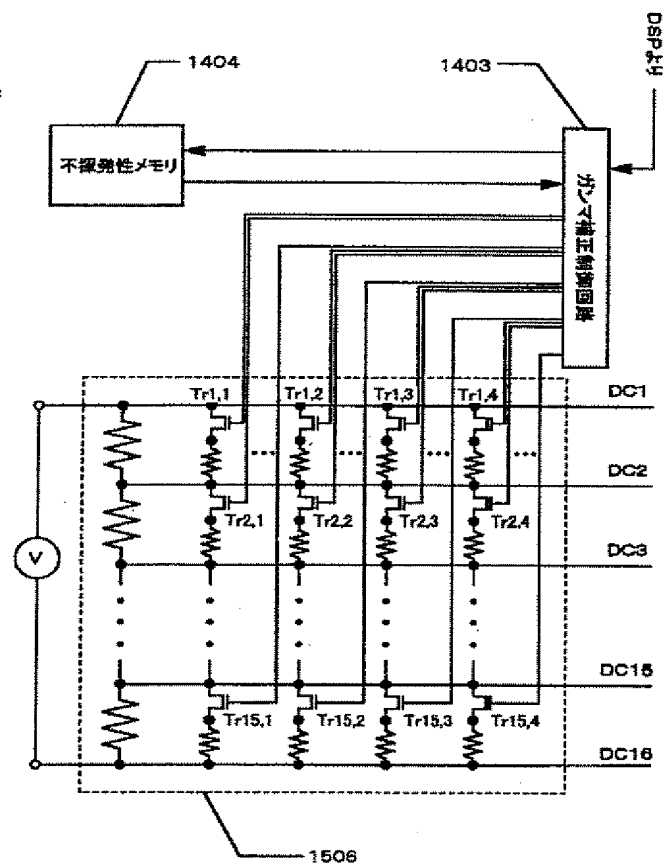 1404
1403
DSPより
不揮発性メモリ
ガンマ補正制御回路
Tr1,1
Tr1,2
Tr1,3
Tr1,4
DC1
DC2
Tr2,1
Tr2,2
Tr2,3
Tr2,4
DC3
V
DC15
Tr15,1
Tr15,2
Tr15,3
Tr15,4
DC16
1506